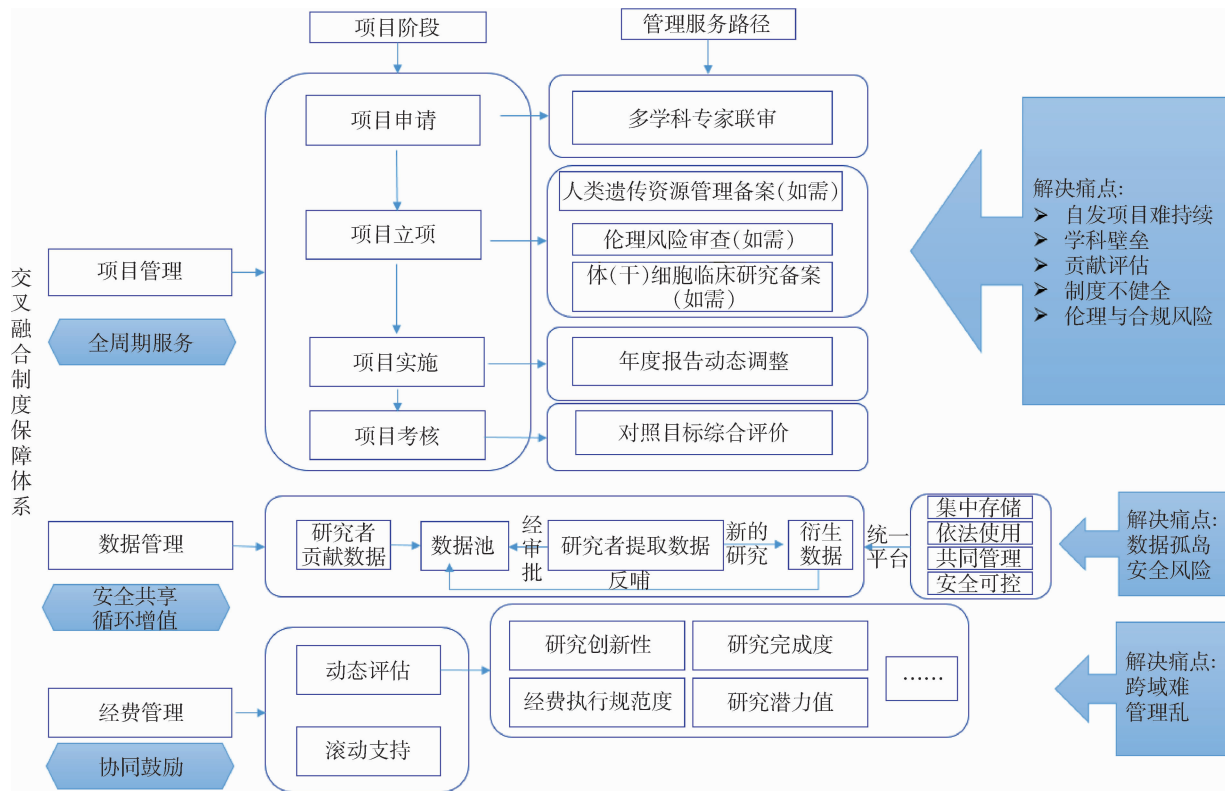 项目阶段
管理服务路径
交叉融合制度保障体系
项目管理
全周期服务
项目申请
项目立项
项目实施
项目考核
多学科专家联审
人类遗传资源管理备案(如需)
伦理风险审查(如需)
体(干)细胞临床研究备案
(如需)
年度报告动态调整
对照目标综合评价
解决痛点:
➤ 自发项目难持续
➤ 学科壁垒
➤ 贡献评估
➤ 制度不健全
➤ 伦理与合规风险
数据管理
安全共享
循环增值
研究者
贡献数据
数据池
经审批
研究者提取数据
新的
研究
衍生
数据
反哺
统一
平台
集中存储
依法使用
共同管理
安全可控
解决痛点:
数据孤岛
安全风险
经费管理
协同鼓励
动态评估
滚动支持
研究创新性
研究完成度
经费执行规范度
研究潜力值
……
解决痛点:
跨域难
管理乱